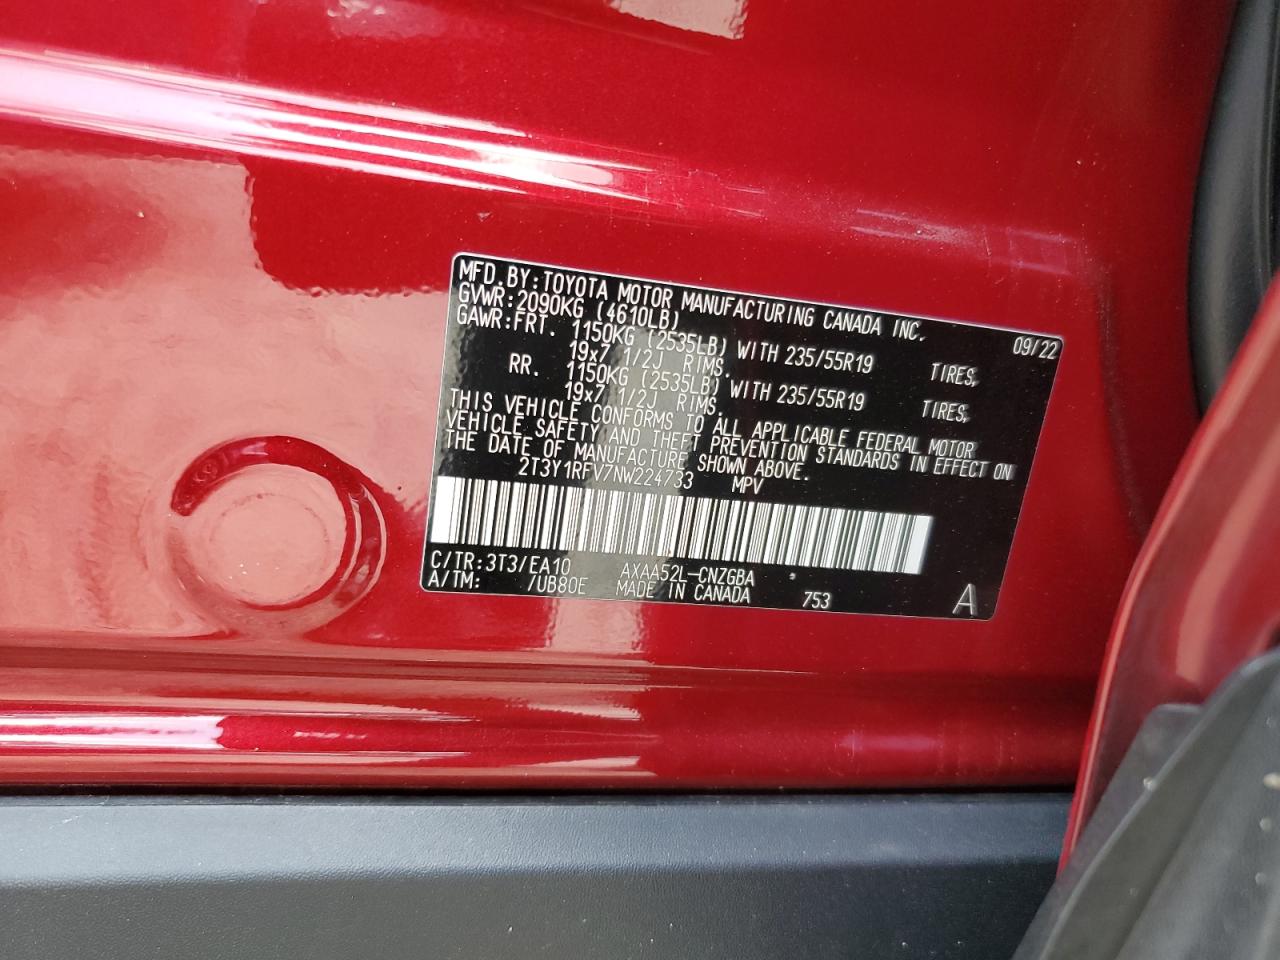 MFD. BY: TOYOTA MOTOR MANUFACTURING CANADA INC.
GVWR: 2090KG (4610LB) 09/22
GAWR: FRT. 1150KG (2535LB) WITH 235/55R19 TIRES,
19x7 1/2J RIMS.
RR. 1150KG (2535LB) WITH 235/55R19 TIRES,
19x7 1/2J RIMS.
THIS VEHICLE CONFORMS TO ALL APPLICABLE FEDERAL MOTOR
VEHICLE SAFETY AND THEFT PREVENTION STANDARDS IN EFFECT ON
THE DATE OF MANUFACTURE SHOWN ABOVE.
2T3Y1RFV7NW224733 MPV
C/TR: 3T3/EA10 AXAA52L-CNZGBA
A/TM: /UB80E MADE IN CANADA 753 A